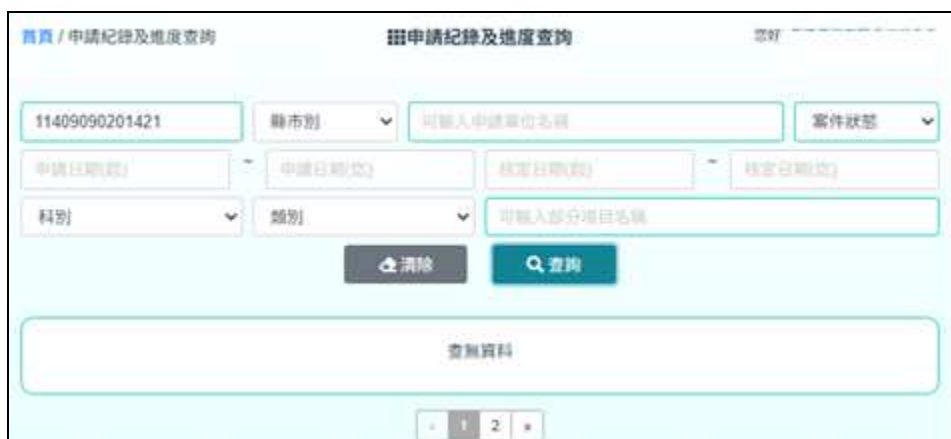 首頁 / 申請紀錄及進度查詢
申請紀錄及進度查詢
您好
11409090201421
縣市別
可輸入申請單位名稱
案件狀態
申請日期(起)
~
申請日期(迄)
核定日期(起)
~
核定日期(迄)
科別
類別
可輸入部分項目名稱
清除
查詢
查無資料
«
1
2
»